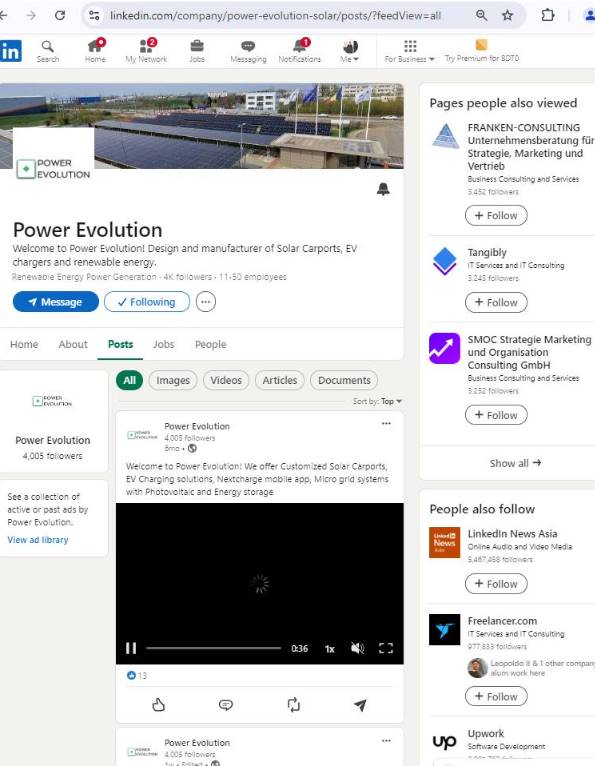 linkedin.com/company/power-evolution-solar/posts/?feedView=all
in
Search
Home
2
My Network
Jobs
Messaging
1
Notifications
Me
For Business
Try Premium for BDT0
POWER
EVOLUTION
Power Evolution
Welcome to Power Evolution! Design and manufacturer of Solar Carports, EV
chargers and renewable energy.
Renewable Energy Power Generation · 4K followers · 11-50 employees
Message
Following
Home
About
Posts
Jobs
People
POWER
EVOLUTION
Power Evolution
4,005 followers
See a collection of
active or past ads by
Power Evolution.
View ad library
All
Images
Videos
Articles
Documents
Sort by: Top
POWER
EVOLUTION
Power Evolution
4,005 followers
6mo •
Welcome to Power Evolution! We offer Customized Solar Carports,
EV Charging solutions, Nextcharge mobile app, Micro grid systems
with Photovoltaic and Energy storage
0:36
1x
13
POWER
EVOLUTION
Power Evolution
4,005 followers
1w • Edited •
Pages people also viewed
FRANKEN-CONSULTING
Unternehmensberatung für
Strategie, Marketing und
Vertrieb
Business Consulting and Services
3,452 followers
+ Follow
Tangibly
IT Services and IT Consulting
3,245 followers
+ Follow
SMOC Strategie Marketing
und Organisation
Consulting GmbH
Business Consulting and Services
3,252 followers
+ Follow
Show all →
People also follow
Linked in
News
Asia
LinkedIn News Asia
Online Audio and Video Media
5,467,458 followers
+ Follow
Freelancer.com
IT Services and IT Consulting
977,833 followers
Leopoldo II & 1 other company
alum work here
+ Follow
up
Upwork
Software Development